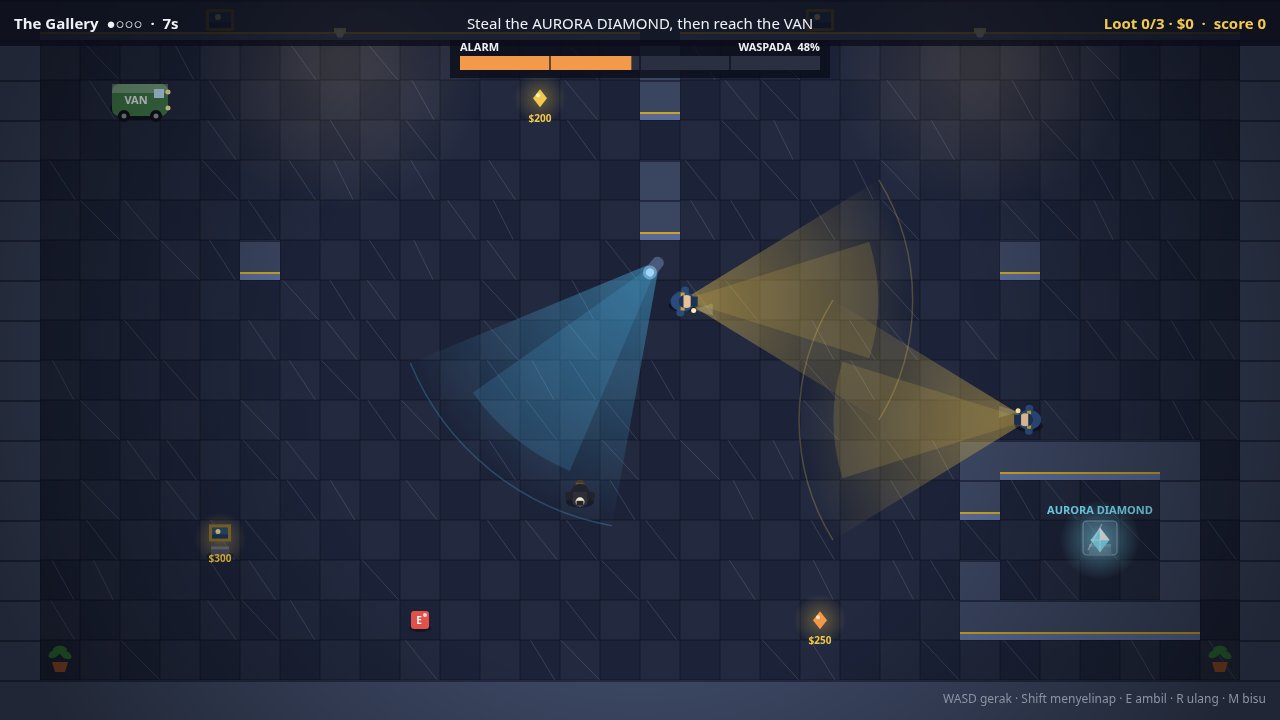 The Gallery ●○○○ · 7s
Steal the AURORA DIAMOND, then reach the VAN
Loot 0/3 · $0 · score 0
ALARM
WASPADA 48%
VAN
$200
AURORA DIAMOND
$300
E
$250
WASD gerak · Shift menyelinap · E ambil · R ulang · M bisu